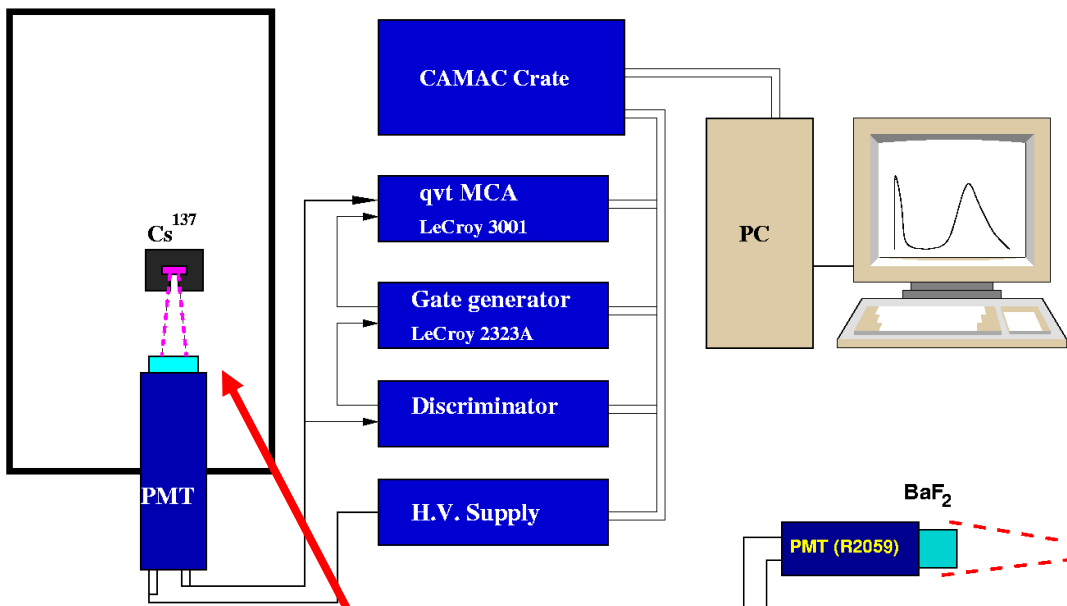 CAMAC Crate
qvt MCA
LeCroy 3001
Cs137
PC
Gate generator
LeCroy 2323A
Discriminator
PMT
H.V. Supply
BaF2
PMT (R2059)